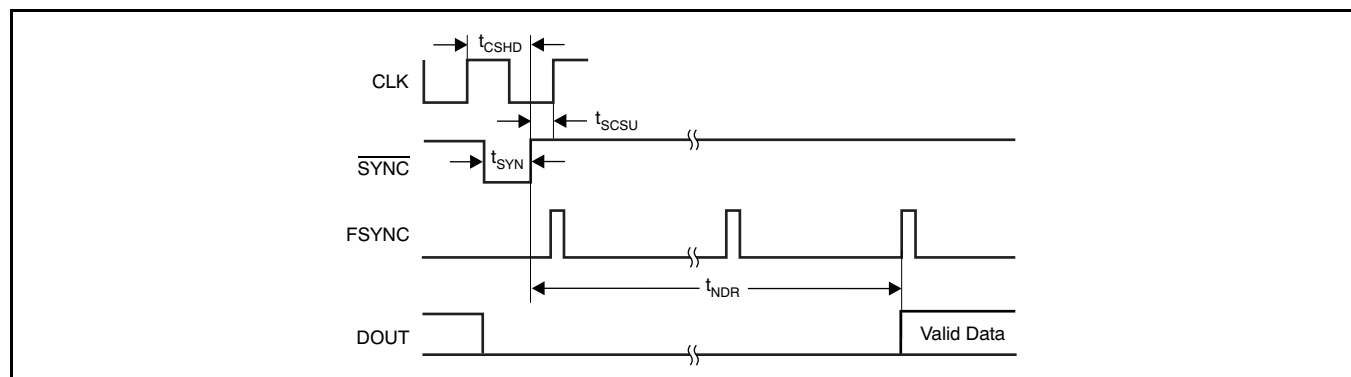 tCSHD
CLK
tSCSU
tSYN
SYNC
FSYNC
tNDR
DOUT
Valid Data